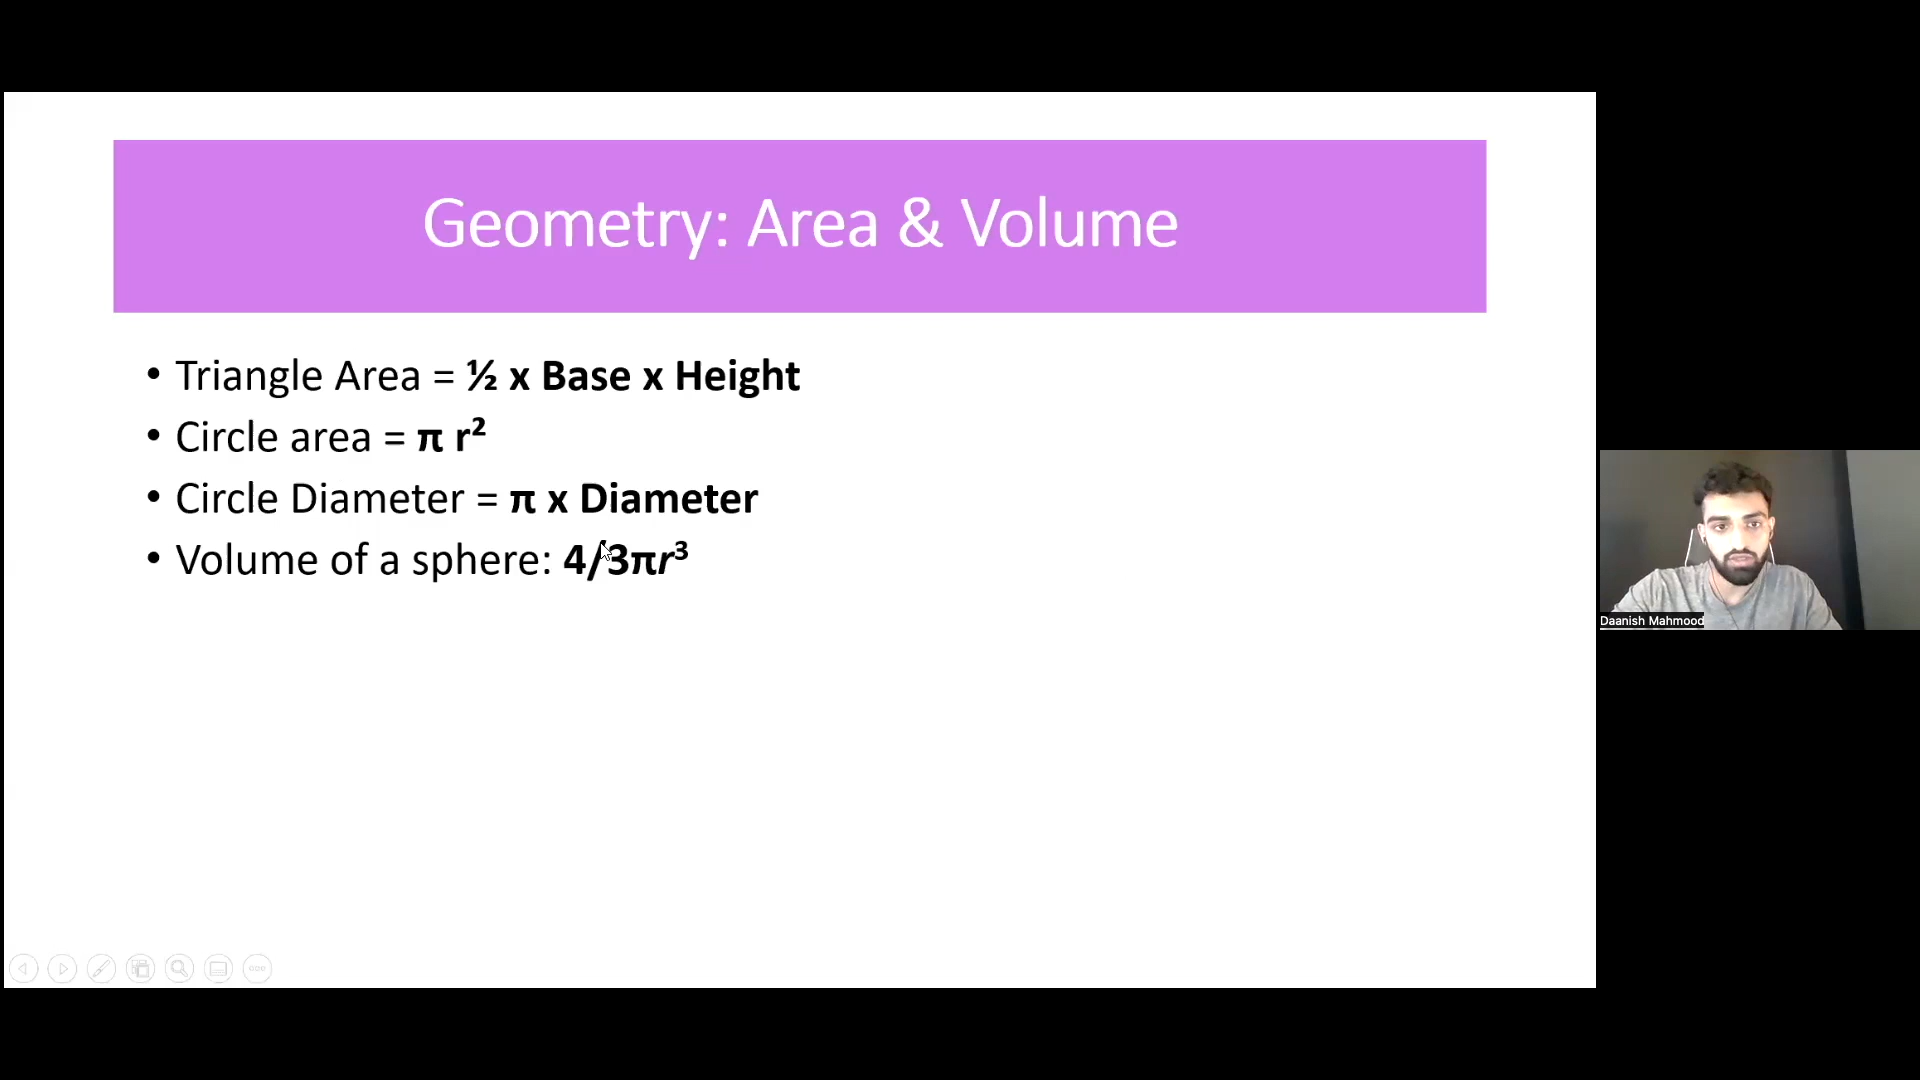 Geometry: Area & Volume
• Triangle Area = ½ x Base x Height
• Circle area = π r²
• Circle Diameter = π x Diameter
• Volume of a sphere: 4/3πr³
Daanish Mahmood